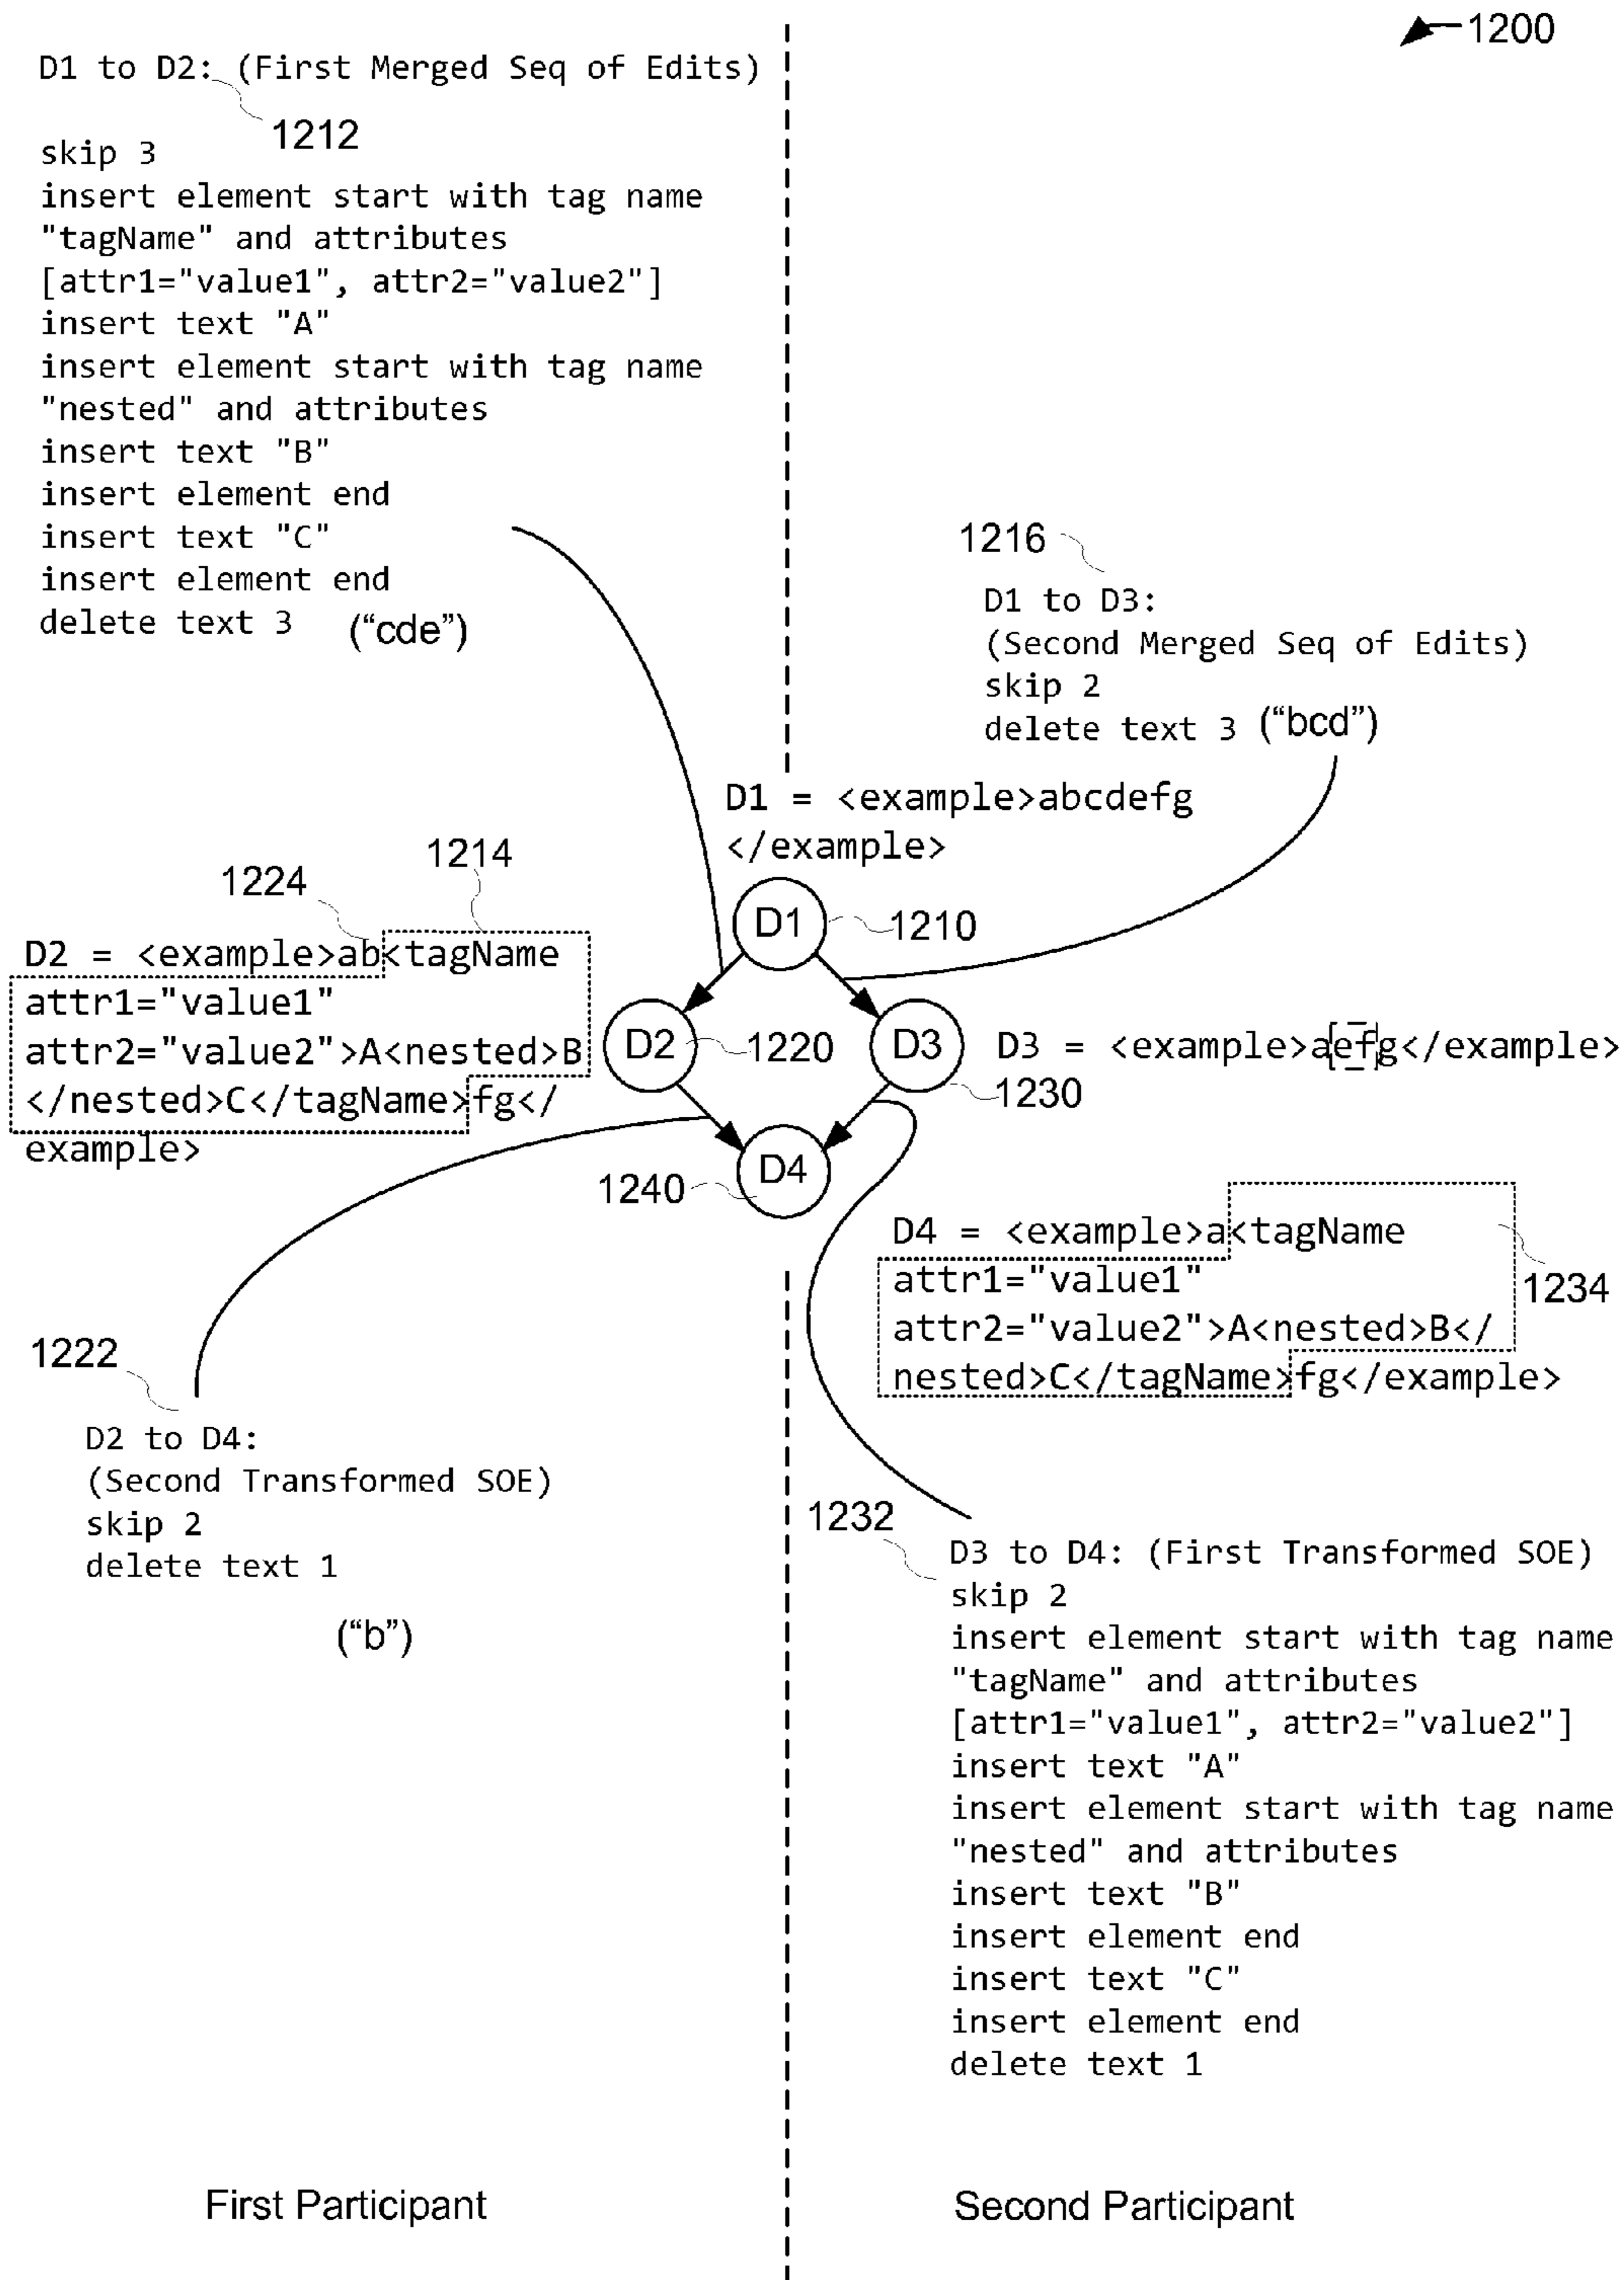 1200
D1 to D2: (First Merged Seq of Edits)
1212
skip 3
insert element start with tag name
"tagName" and attributes
[attr1="value1", attr2="value2"]
insert text "A"
insert element start with tag name
"nested" and attributes
insert text "B"
insert element end
insert text "C"
insert element end
delete text 3 (“cde”)
1216
D1 to D3:
(Second Merged Seq of Edits)
skip 2
delete text 3 (“bcd”)
D1 = <example>abcdefg
</example>
1214
1224
D1
1210
D2 = <example>ab<tagName
attr1="value1"
attr2="value2">A<nested>B
</nested>C</tagName>fg</
example>
D2
1220
D3
D3 = <example>aefg</example>
1230
D4
1240
D4 = <example>a<tagName
attr1="value1"
attr2="value2">A<nested>B</
nested>C</tagName>fg</example>
1234
1222
D2 to D4:
(Second Transformed SOE)
skip 2
delete text 1
(“b”)
1232
D3 to D4: (First Transformed SOE)
skip 2
insert element start with tag name
"tagName" and attributes
[attr1="value1", attr2="value2"]
insert text "A"
insert element start with tag name
"nested" and attributes
insert text "B"
insert element end
insert text "C"
insert element end
delete text 1
First Participant
Second Participant